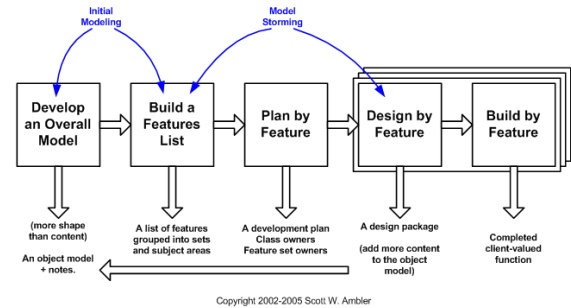 Initial
Modeling
Model
Storming
Develop
an Overall
Model
Build a
Features
List
Plan by
Feature
Design by
Feature
Build by
Feature
(more shape
than content)
An object model
+ notes.
A list of features
grouped into sets
and subject areas
A development plan
Class owners
Feature set owners
A design package
(add more content
to the object
model)
Completed
client-valued
function
Copyright 2002-2005 Scott W. Ambler